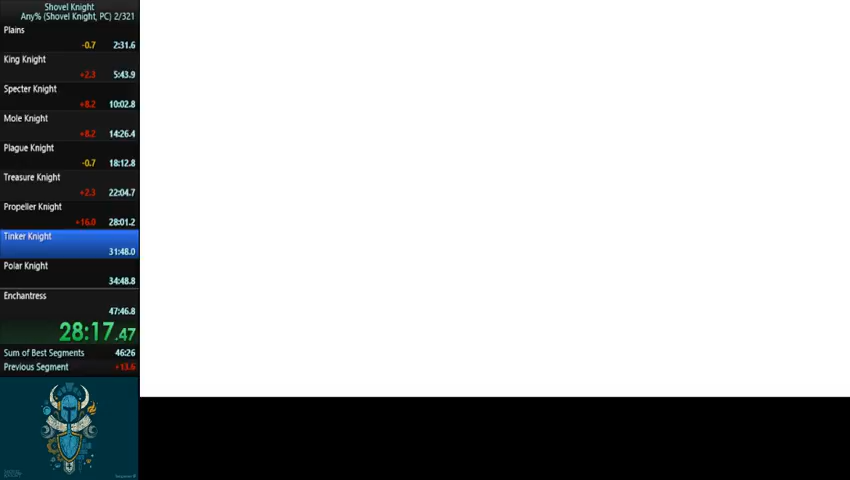 Shovel Knight
Any% (Shovel Knight, PC) 2/321
Plains
-0.7 2:31.6
King Knight
+2.3 5:43.9
Specter Knight
+8.2 10:02.8
Mole Knight
+8.2 14:26.4
Plague Knight
-0.7 18:12.8
Treasure Knight
+2.3 22:04.7
Propeller Knight
+16.0 28:01.2
Tinker Knight
31:48.0
Polar Knight
34:48.8
Enchantress
47:46.8
28:17.47
Sum of Best Segments 46:26
Previous Segment +13.6